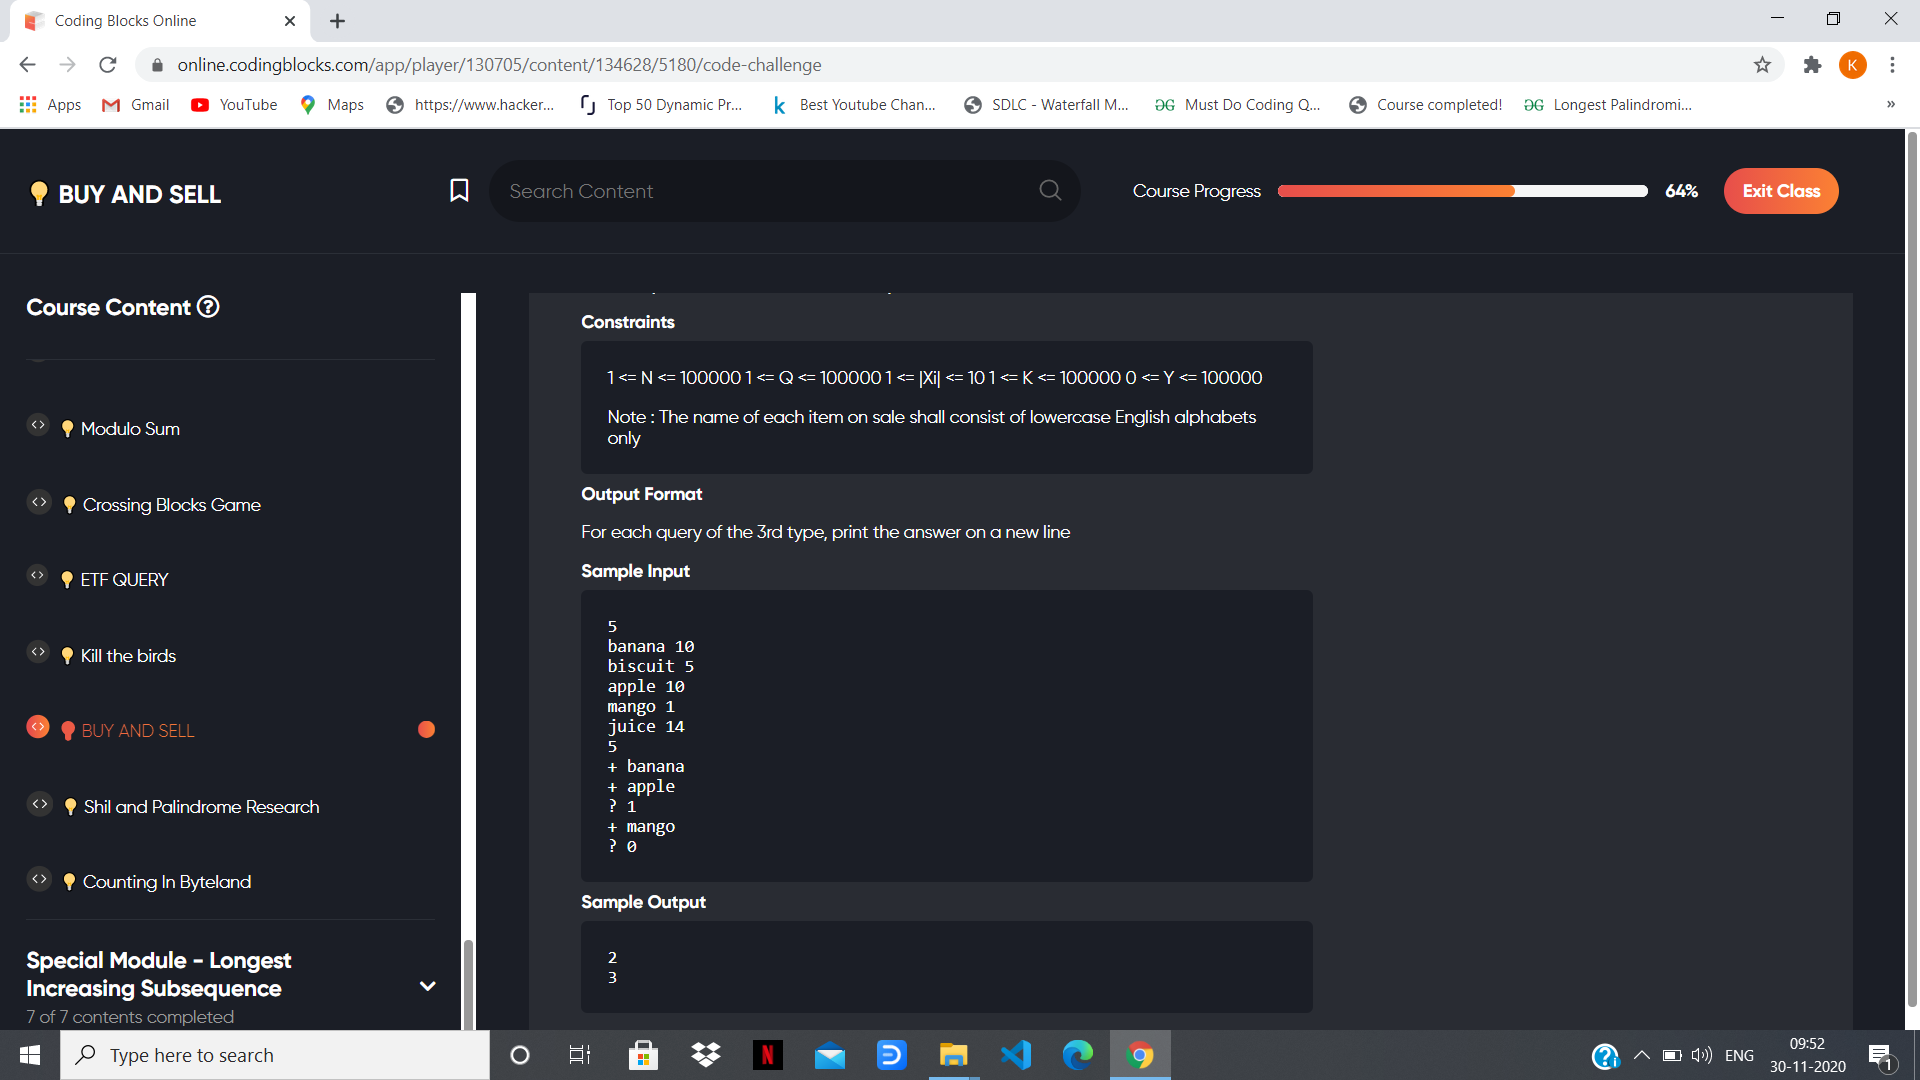 Coding Blocks Online
online.codingblocks.com/app/player/130705/content/134628/5180/code-challenge
K
Apps
Gmail
YouTube
Maps
https://www.hacker...
Top 50 Dynamic Pr...
Best Youtube Chan...
SDLC - Waterfall M...
Must Do Coding Q...
Course completed!
Longest Palindromi...
»
BUY AND SELL
Search Content
Course Progress
64%
Exit Class
Course Content
Modulo Sum
Crossing Blocks Game
ETF QUERY
Kill the birds
BUY AND SELL
Shil and Palindrome Research
Counting In Byteland
Special Module - Longest
Increasing Subsequence
7 of 7 contents completed
Constraints
1 <= N <= 100000 1 <= Q <= 100000 1 <= |Xi| <= 10 1 <= K <= 100000 0 <= Y <= 100000
Note : The name of each item on sale shall consist of lowercase English alphabets
only
Output Format
For each query of the 3rd type, print the answer on a new line
Sample Input
5
banana 10
biscuit 5
apple 10
mango 1
juice 14
5
+ banana
+ apple
? 1
+ mango
? 0
Sample Output
2
3
Type here to search
ENG
09:52
30-11-2020
1